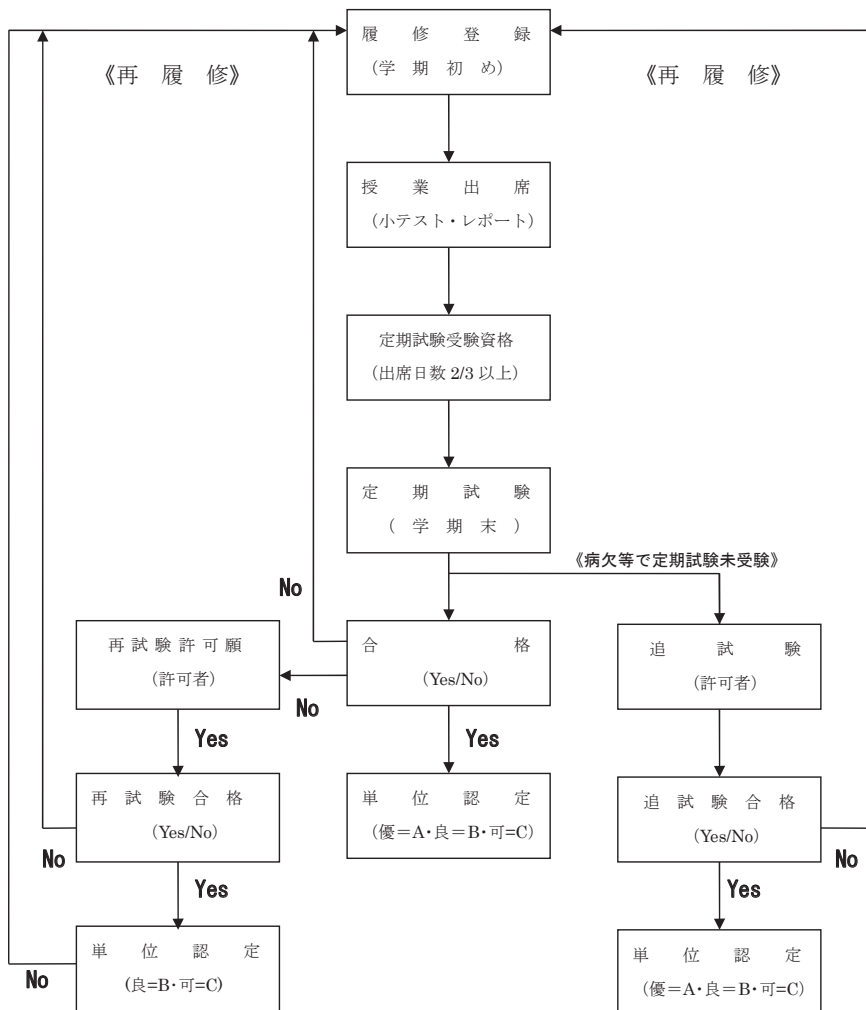 履修登録
(学期初め)
《再履修》
《再履修》
授業出席
(小テスト・レポート)
定期試験受験資格
(出席日数 2/3 以上)
定期試験
(学期末)
《病欠等で定期試験未受験》
No
再試験許可願
(許可者)
合格
(Yes/No)
追試験
(許可者)
No
Yes
Yes
再試験合格
(Yes/No)
単位認定
(優＝A・良＝B・可=C)
追試験合格
(Yes/No)
No
No
Yes
Yes
単位認定
(良=B・可=C)
単位認定
(優=A・良＝B・可=C)
No